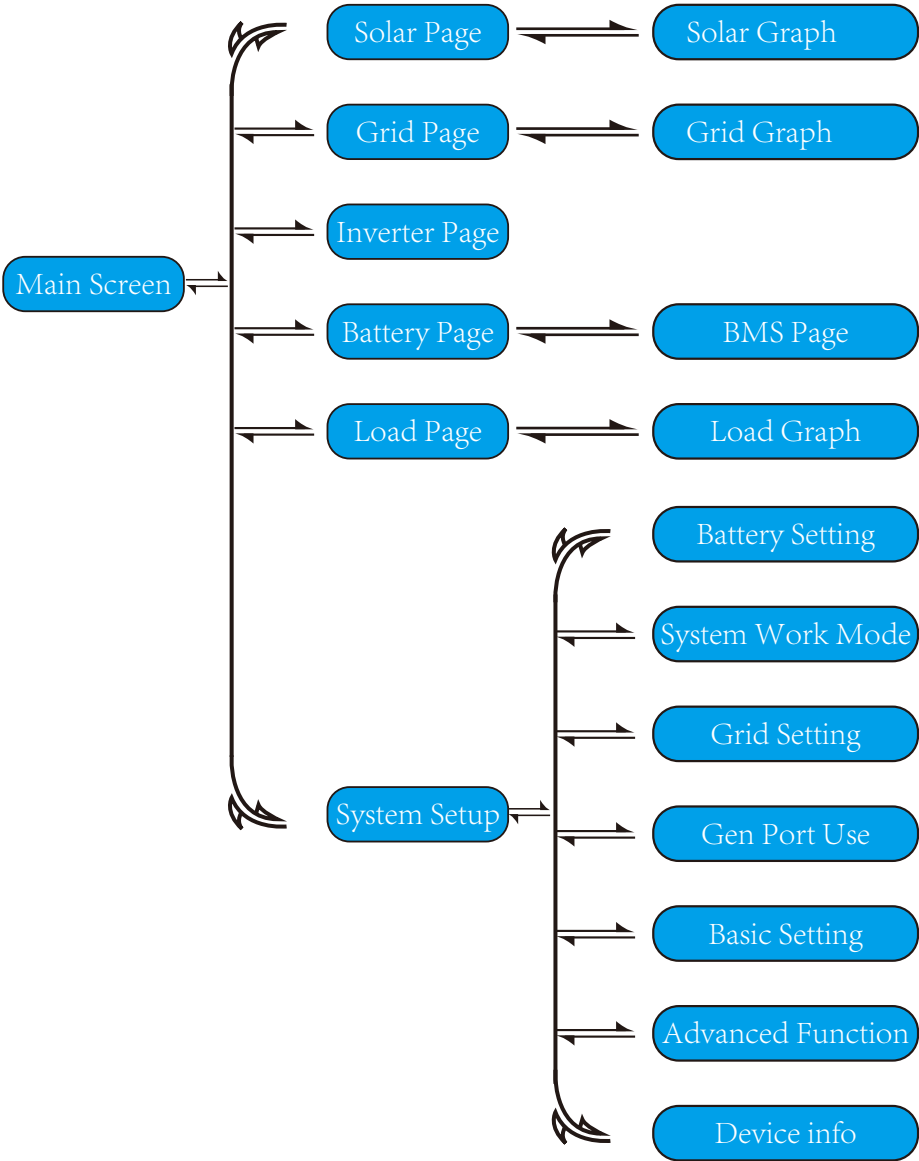 Solar Page
Solar Graph
Grid Page
Grid Graph
Inverter Page
Main Screen
Battery Page
BMS Page
Load Page
Load Graph
Battery Setting
System Work Mode
Grid Setting
System Setup
Gen Port Use
Basic Setting
Advanced Function
Device info